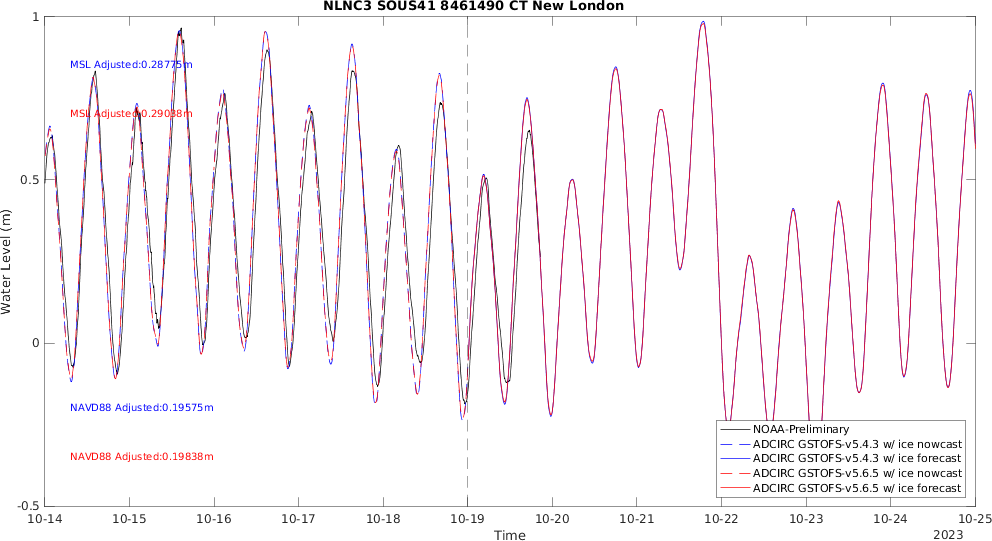 NLNC3 SOUS41 8461490 CT New London
1
MSL Adjusted:0.28775m
MSL Adjusted:0.29038m
0.5
Water Level (m)
0
NAVD88 Adjusted:0.19575m
NAVD88 Adjusted:0.19838m
NOAA-Preliminary
ADCIRC GSTOFS-v5.4.3 w/ ice nowcast
ADCIRC GSTOFS-v5.4.3 w/ ice forecast
ADCIRC GSTOFS-v5.6.5 w/ ice nowcast
ADCIRC GSTOFS-v5.6.5 w/ ice forecast
-0.5
10-14 10-15 10-16 10-17 10-18 10-19 10-20 10-21 10-22 10-23 10-24 10-25
Time
2023